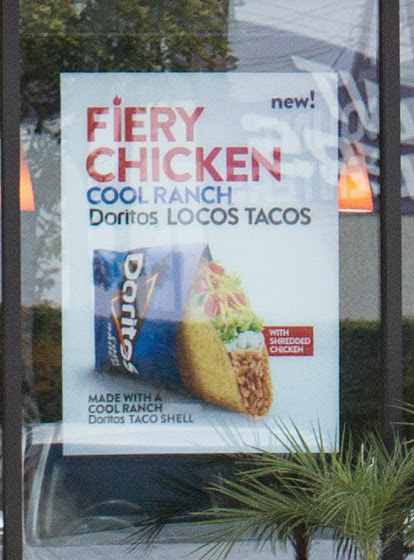 new!
FIERY
CHICKEN
COOL RANCH
Doritos LOCOS TACOS
Doritos
WITH
SHREDDED
CHICKEN
MADE WITH A
COOL RANCH
Doritos TACO SHELL